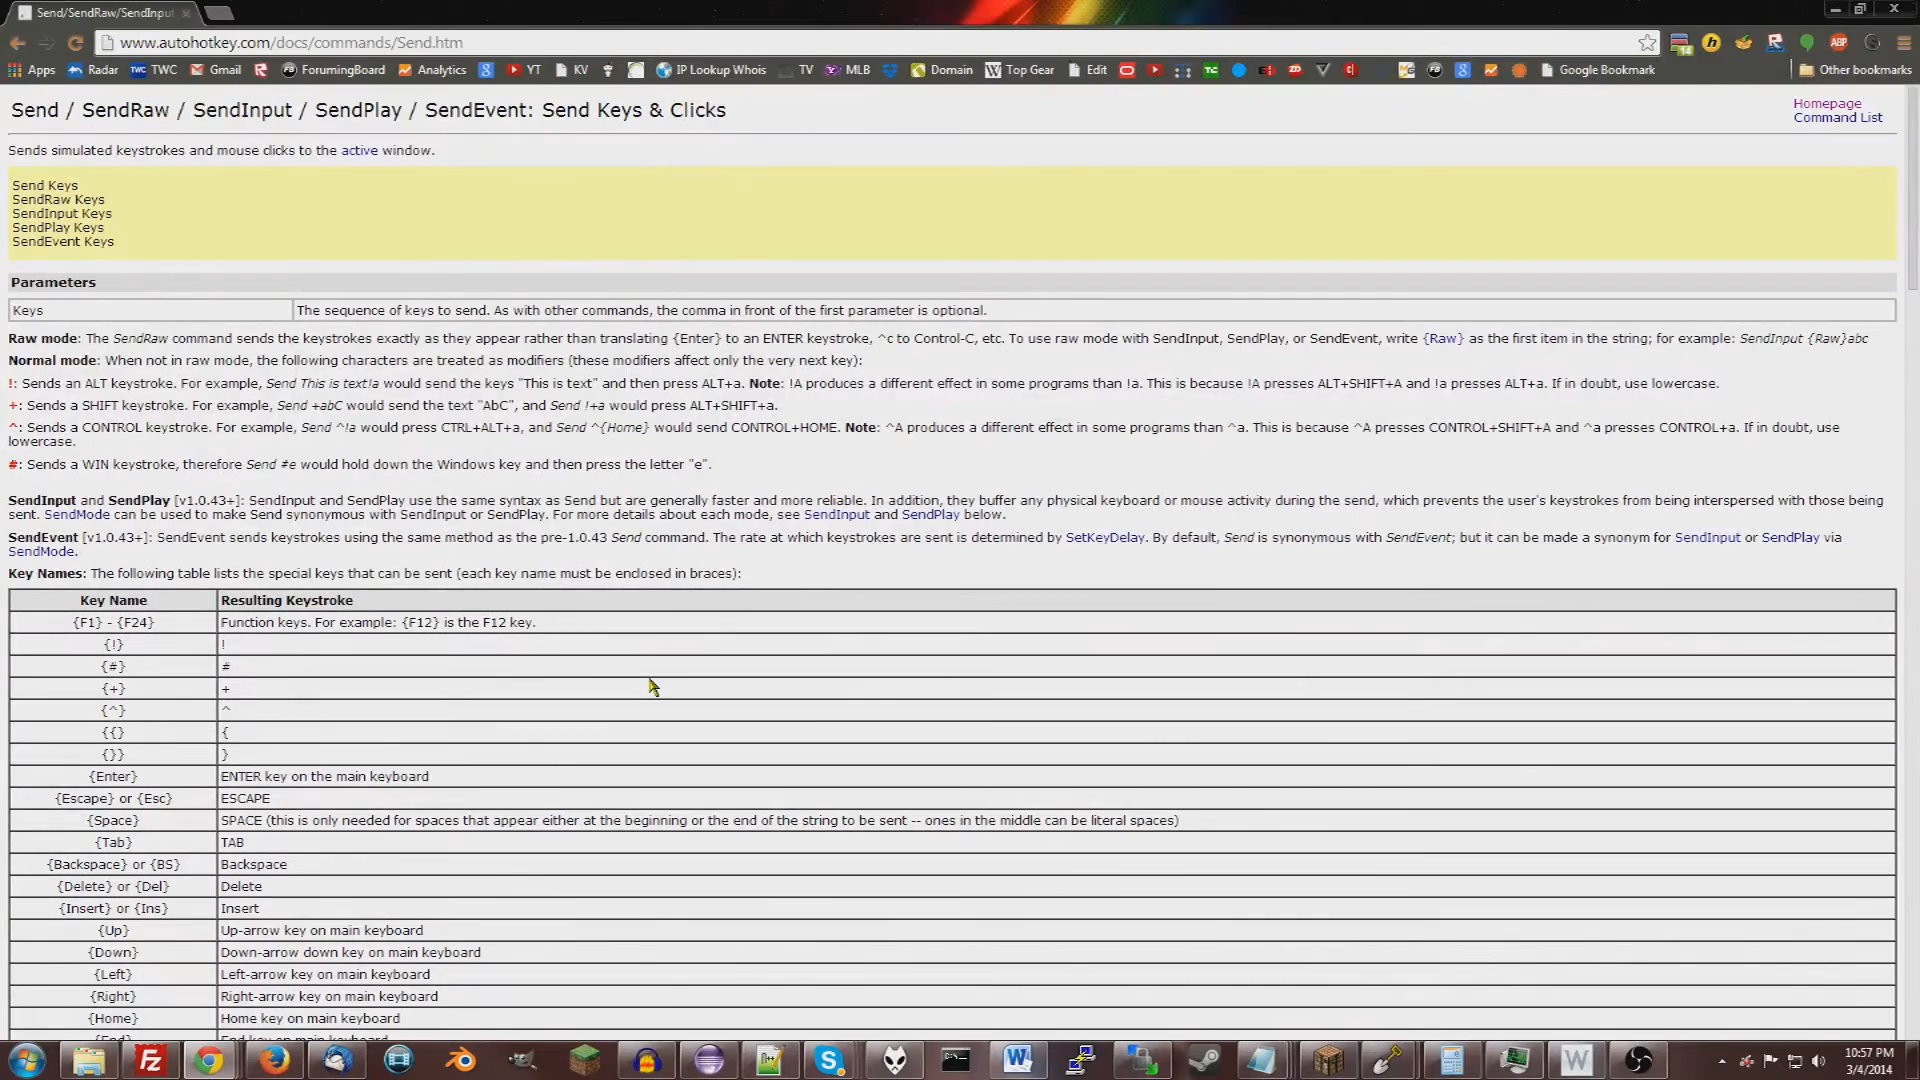 Send/SendRaw/SendInput
www.autohotkey.com/docs/commands/Send.htm
14
ABP
Apps
Radar
TWC
TWC
Gmail
FB
ForumingBoard
Analytics
YT
KV
IP Lookup Whois
TV
MLB
Domain
W
Top Gear
Edit
TC
FB
Google Bookmark
Other bookmarks
Send / SendRaw / SendInput / SendPlay / SendEvent: Send Keys & Clicks
Homepage
Command List
Sends simulated keystrokes and mouse clicks to the active window.
Send Keys
SendRaw Keys
SendInput Keys
SendPlay Keys
SendEvent Keys
Parameters
Keys The sequence of keys to send. As with other commands, the comma in front of the first parameter is optional.
Raw mode: The SendRaw command sends the keystrokes exactly as they appear rather than translating {Enter} to an ENTER keystroke, ^c to Control-C, etc. To use raw mode with SendInput, SendPlay, or SendEvent, write {Raw} as the first item in the string; for example: SendInput {Raw}abc
Normal mode: When not in raw mode, the following characters are treated as modifiers (these modifiers affect only the very next key):
!: Sends an ALT keystroke. For example, Send This is text!a would send the keys "This is text" and then press ALT+a. Note: !A produces a different effect in some programs than !a. This is because !A presses ALT+SHIFT+A and !a presses ALT+a. If in doubt, use lowercase.
+: Sends a SHIFT keystroke. For example, Send +abC would send the text "AbC", and Send !+a would press ALT+SHIFT+a.
^: Sends a CONTROL keystroke. For example, Send ^!a would press CTRL+ALT+a, and Send ^{Home} would send CONTROL+HOME. Note: ^A produces a different effect in some programs than ^a. This is because ^A presses CONTROL+SHIFT+A and ^a presses CONTROL+a. If in doubt, use
lowercase.
#: Sends a WIN keystroke, therefore Send #e would hold down the Windows key and then press the letter "e".
SendInput and SendPlay [v1.0.43+]: SendInput and SendPlay use the same syntax as Send but are generally faster and more reliable. In addition, they buffer any physical keyboard or mouse activity during the send, which prevents the user's keystrokes from being interspersed with those being
sent. SendMode can be used to make Send synonymous with SendInput or SendPlay. For more details about each mode, see SendInput and SendPlay below.
SendEvent [v1.0.43+]: SendEvent sends keystrokes using the same method as the pre-1.0.43 Send command. The rate at which keystrokes are sent is determined by SetKeyDelay. By default, Send is synonymous with SendEvent; but it can be made a synonym for SendInput or SendPlay via
SendMode.
Key Names: The following table lists the special keys that can be sent (each key name must be enclosed in braces):
Key Name Resulting Keystroke
{F1} - {F24} Function keys. For example: {F12} is the F12 key.
{!} !
{#} #
{+} +
{^} ^
{{} {
{}} }
{Enter} ENTER key on the main keyboard
{Escape} or {Esc} ESCAPE
{Space} SPACE (this is only needed for spaces that appear either at the beginning or the end of the string to be sent -- ones in the middle can be literal spaces)
{Tab} TAB
{Backspace} or {BS} Backspace
{Delete} or {Del} Delete
{Insert} or {Ins} Insert
{Up} Up-arrow key on main keyboard
{Down} Down-arrow down key on main keyboard
{Left} Left-arrow key on main keyboard
{Right} Right-arrow key on main keyboard
{Home} Home key on main keyboard
{End} End key on main keyboard
10:57 PM
3/4/2014